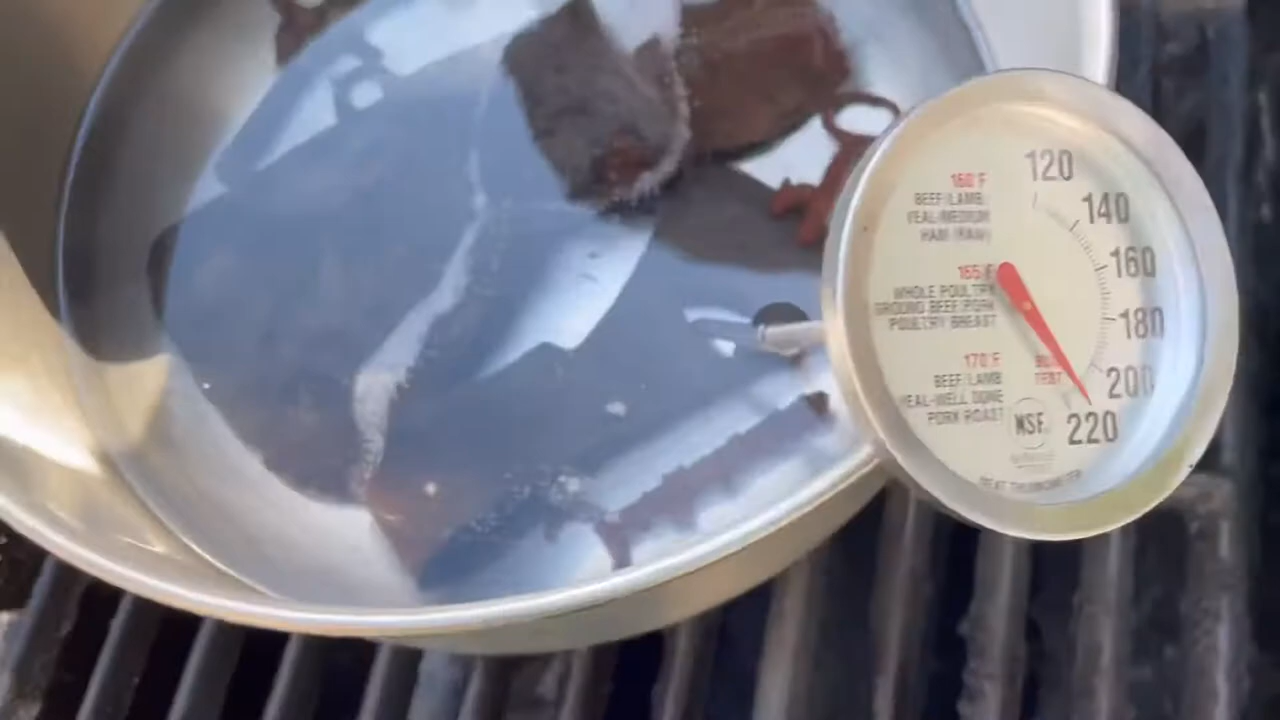 120
140
160
180
200
220
160°F
BEEF/LAMB/
VEAL-MEDIUM
HAM (RAW)
165°F
WHOLE POULTRY
GROUND BEEF/PORK
POULTRY BREAST
170°F
BEEF/LAMB
VEAL-WELL DONE
PORK ROAST
TEST
NSF.